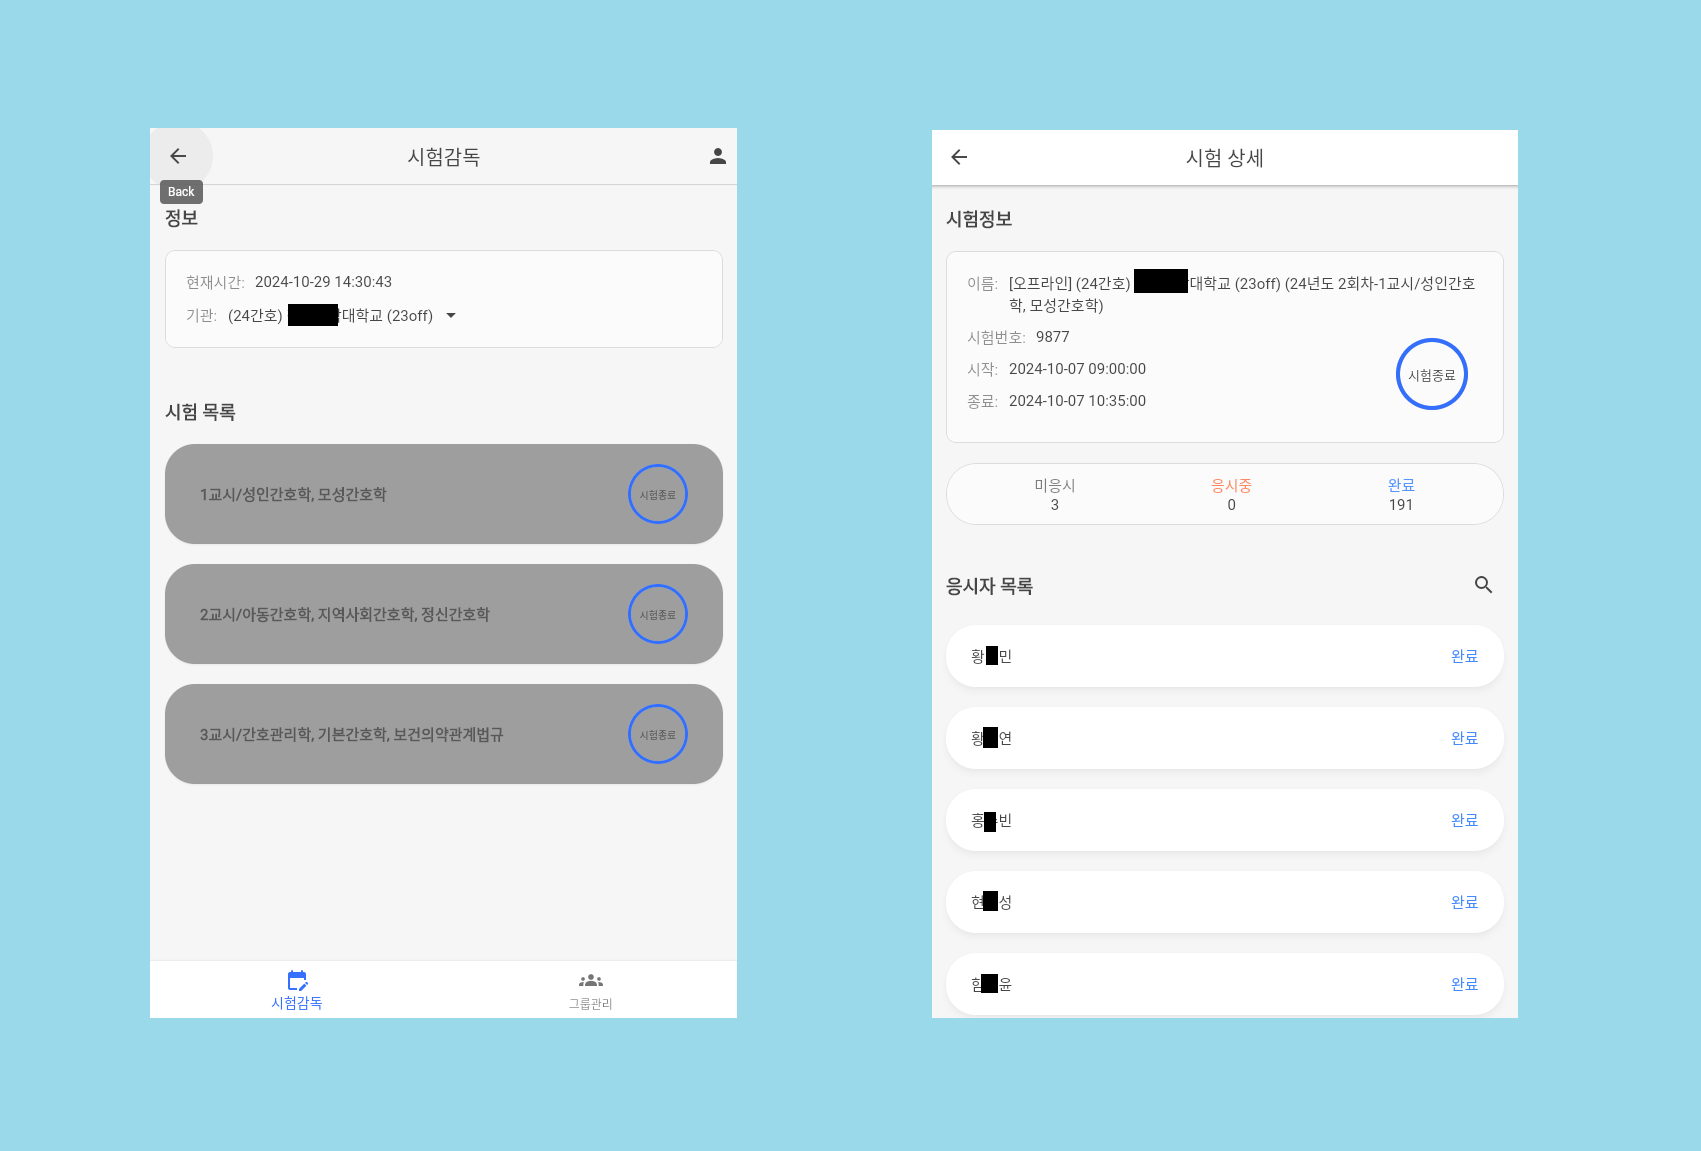 시험감독
Back
정보
현재시간: 2024-10-29 14:30:43
기관: (24간호) 대학교 (23off)
시험 목록
1교시/성인간호학, 모성간호학
시험종료
2교시/아동간호학, 지역사회간호학, 정신간호학
시험종료
3교시/간호관리학, 기본간호학, 보건의약관계법규
시험종료
시험감독
그룹관리
시험 상세
시험정보
이름: [오프라인] (24간호) 대학교 (23off) (24년도 2회차-1교시/성인간호
학, 모성간호학)
시험번호: 9877
시작: 2024-10-07 09:00:00
종료: 2024-10-07 10:35:00
시험종료
미응시 응시중 완료
3 0 191
응시자 목록
황 민 완료
황 연 완료
홍 빈 완료
현 성 완료
윤 완료